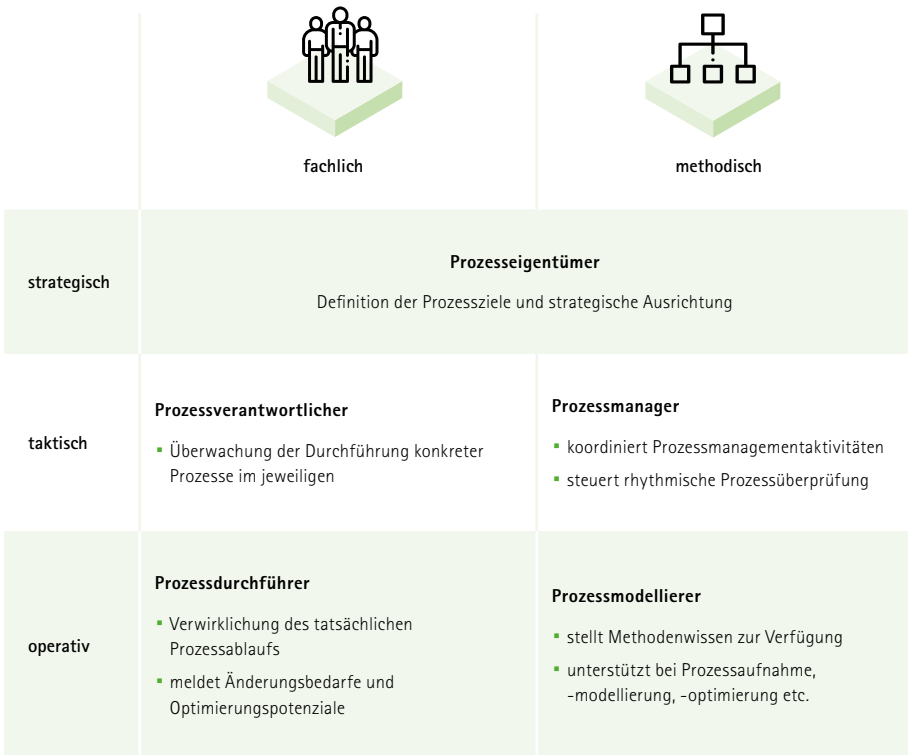 fachlich
methodisch
strategisch
Prozesseigentümer
Definition der Prozessziele und strategische Ausrichtung
taktisch
Prozessverantwortlicher
▪ Überwachung der Durchführung konkreter
Prozesse im jeweiligen
Prozessmanager
▪ koordiniert Prozessmanagementaktivitäten
▪ steuert rhythmische Prozessüberprüfung
operativ
Prozessdurchführer
▪ Verwirklichung des tatsächlichen
Prozessablaufs
▪ meldet Änderungsbedarfe und
Optimierungspotenziale
Prozessmodellierer
▪ stellt Methodenwissen zur Verfügung
▪ unterstützt bei Prozessaufnahme,
-modellierung, -optimierung etc.